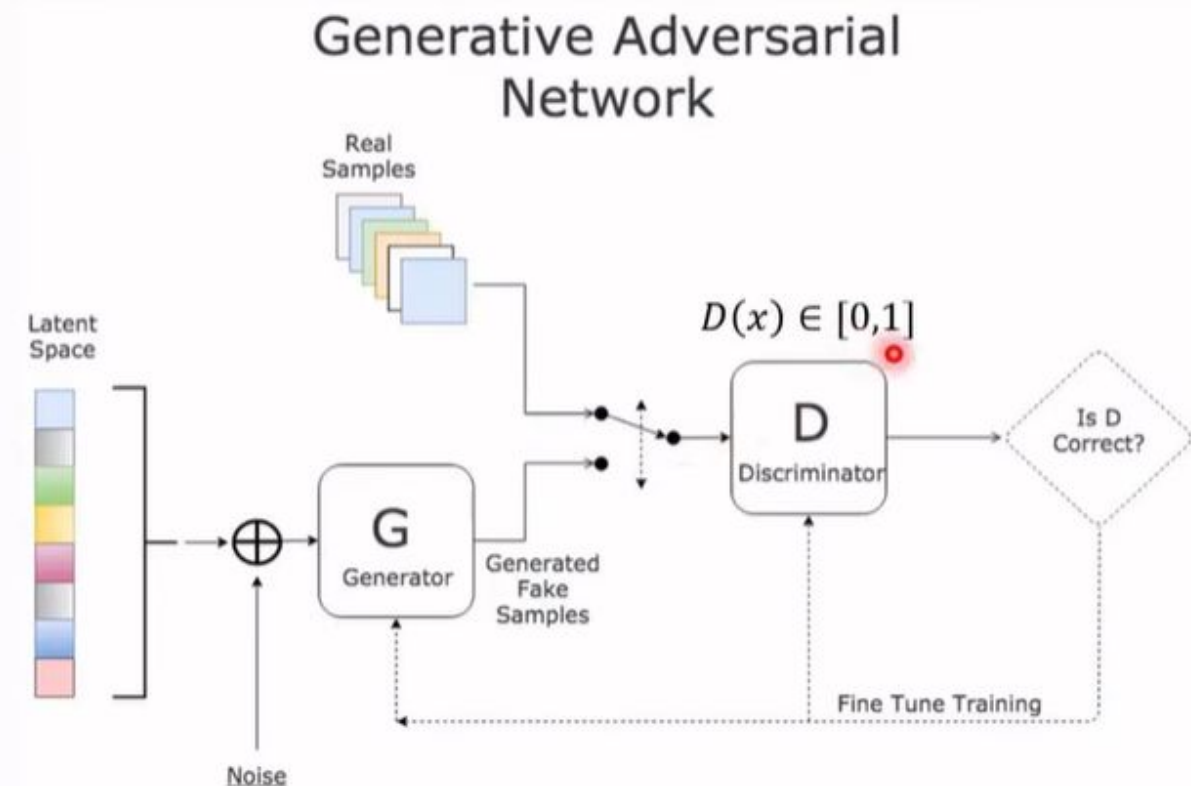 Generative Adversarial
Network
Real
Samples
Latent
Space
D(x) ∈ [0,1]
D
Discriminator
Is D
Correct?
G
Generator
Generated
Fake
Samples
Fine Tune Training
Noise